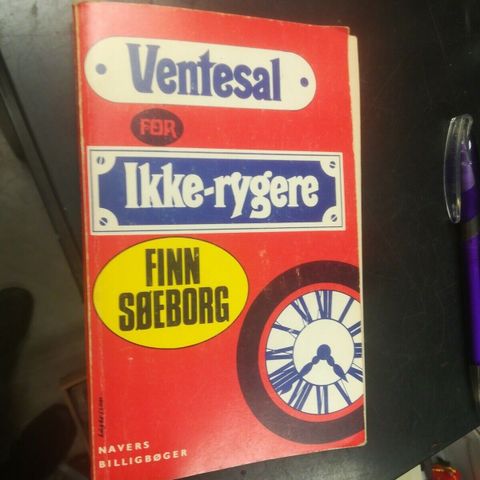 Ventesal
FOR
Ikke-rygere
FINN
SØEBORG
NAVERS
BILLIGBØGER